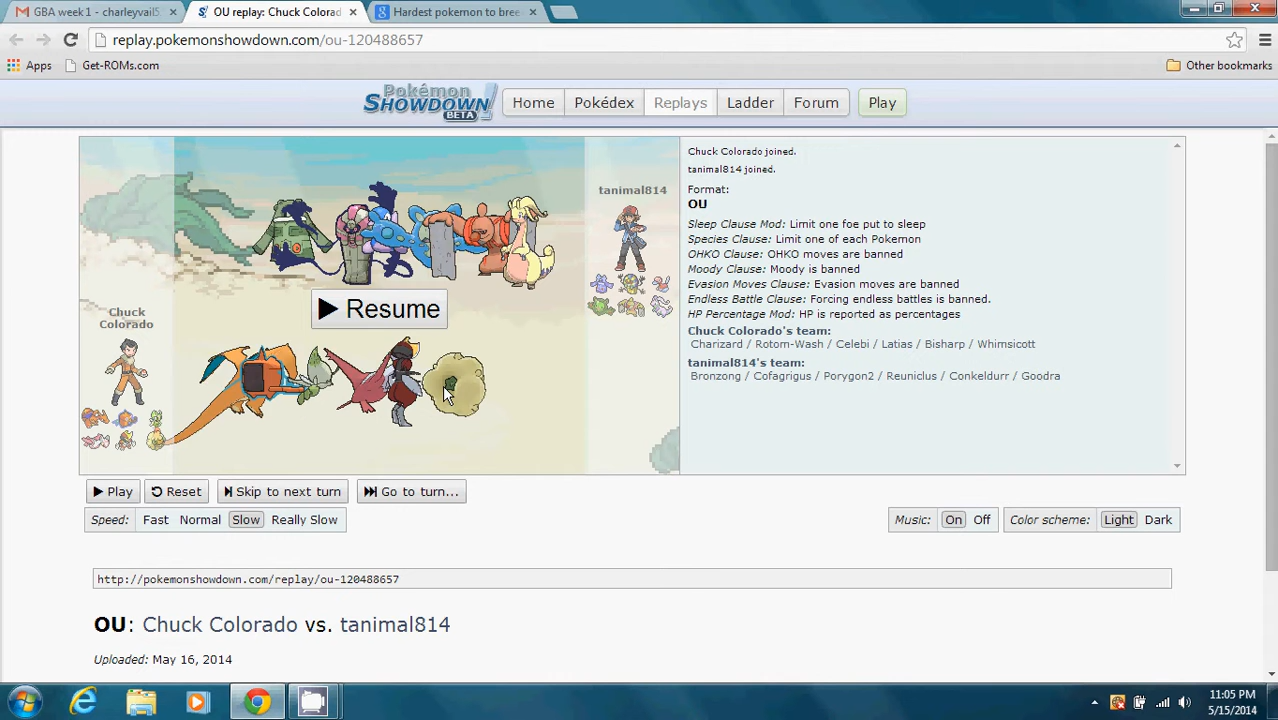 GBA week1 - charleyvail5
OU replay: Chuck Colorad
Hardest pokemon to bree
replay.pokemonshowdown.com/ou-120488657
Apps Get-ROMs.com Other bookmarks
Pokémon
SHOWDOWN!
BETA
Home Pokédex Replays Ladder Forum Play
tanimal814
Chuck
Colorado
Resume
Chuck Colorado joined.
tanimal814 joined.
Format:
OU
Sleep Clause Mod: Limit one foe put to sleep
Species Clause: Limit one of each Pokemon
OHKO Clause: OHKO moves are banned
Moody Clause: Moody is banned
Evasion Moves Clause: Evasion moves are banned
Endless Battle Clause: Forcing endless battles is banned.
HP Percentage Mod: HP is reported as percentages
Chuck Colorado's team:
Charizard / Rotom-Wash / Celebi / Latias / Bisharp / Whimsicott
tanimal814's team:
Bronzong / Cofagrigus / Porygon2 / Reuniclus / Conkeldurr / Goodra
Play Reset Skip to next turn Go to turn...
Speed: Fast Normal Slow Really Slow
Music: On Off Color scheme: Light Dark
http://pokemonshowdown.com/replay/ou-120488657
OU: Chuck Colorado vs. tanimal814
Uploaded: May 16, 2014
11:05 PM
5/15/2014